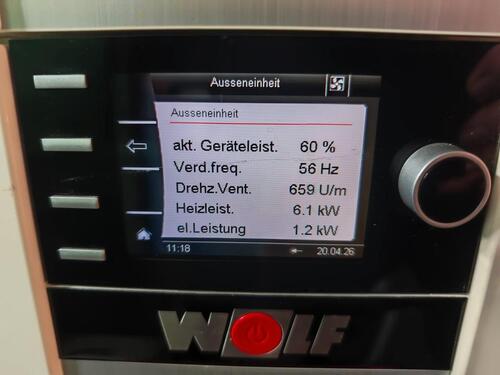 Ausseneinheit
Ausseneinheit
akt. Geräteleist. 60 %
Verd.freq. 56 Hz
Drehz.Vent. 659 U/m
Heizleist. 6.1 kW
el.Leistung 1.2 kW
11:18 20.04.26
WOLF